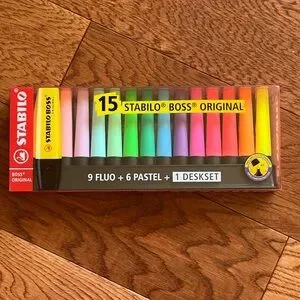 STABILO
BOSS®
ORIGINAL
STABILO BOSS
15 STABILO® BOSS® ORIGINAL
9 FLUO + 6 PASTEL + 1 DESKSET